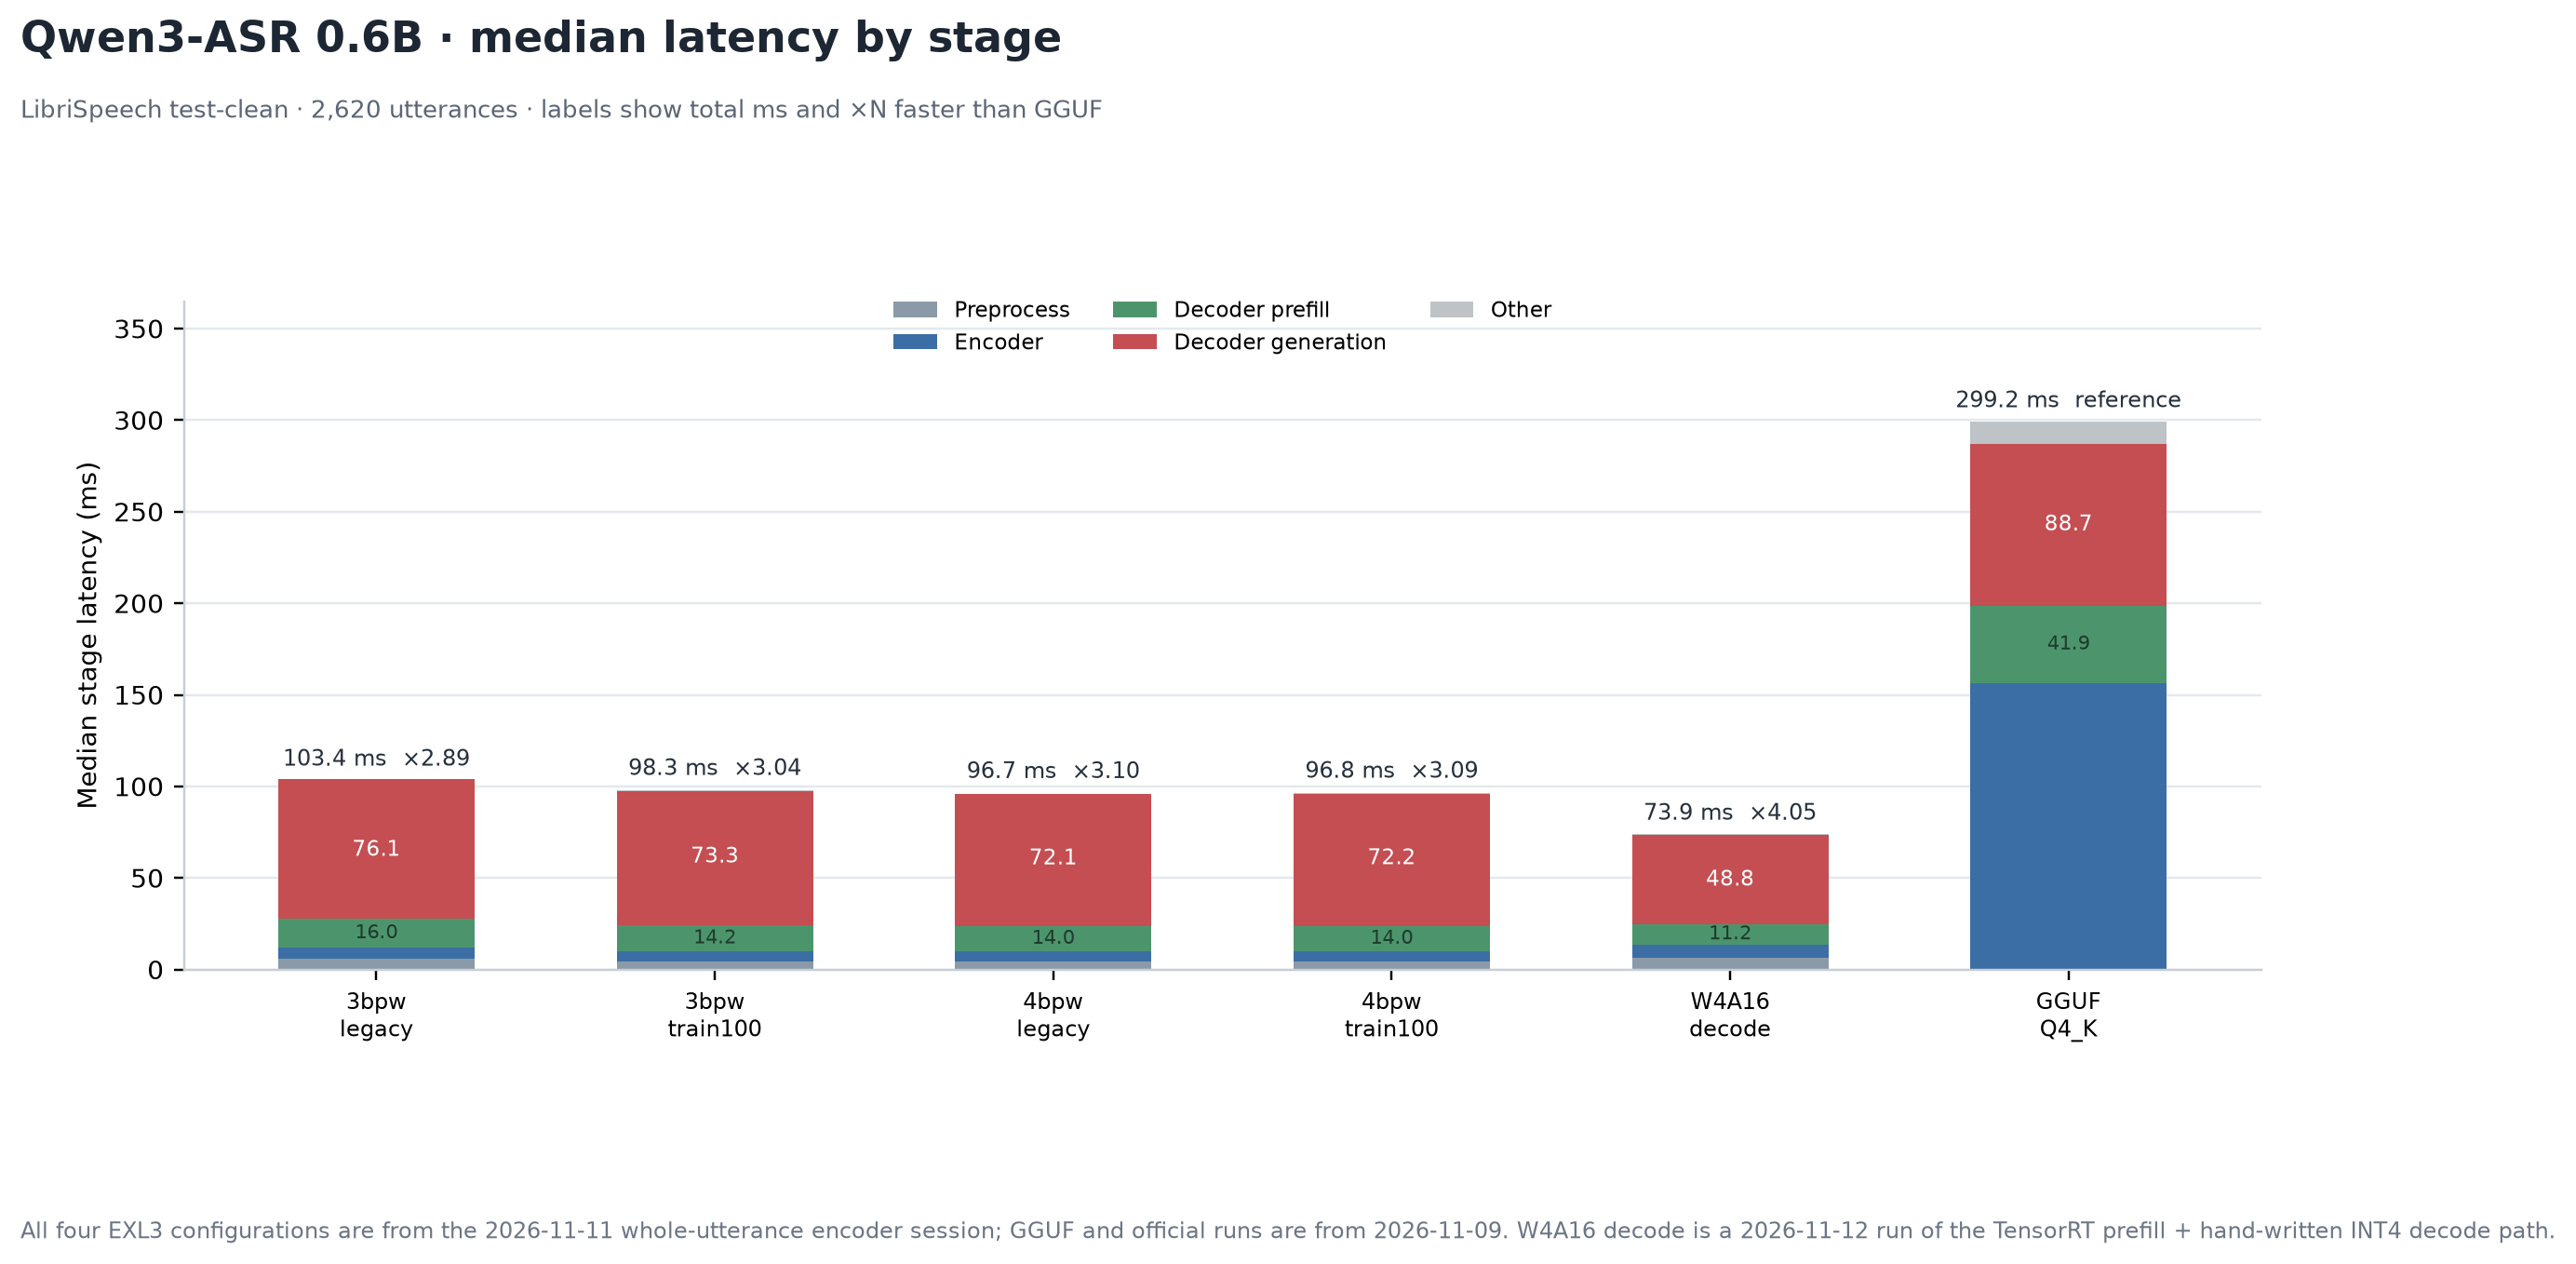 Qwen3-ASR 0.6B · median latency by stage
LibriSpeech test-clean · 2,620 utterances · labels show total ms and ×N faster than GGUF
Preprocess
Encoder
Decoder prefill
Decoder generation
Other
Median stage latency (ms)
350
300
250
200
150
100
50
0
103.4 ms ×2.89
76.1
16.0
3bpw
legacy
98.3 ms ×3.04
73.3
14.2
3bpw
train100
96.7 ms ×3.10
72.1
14.0
4bpw
legacy
96.8 ms ×3.09
72.2
14.0
4bpw
train100
73.9 ms ×4.05
48.8
11.2
W4A16
decode
299.2 ms reference
88.7
41.9
GGUF
Q4_K
All four EXL3 configurations are from the 2026-11-11 whole-utterance encoder session; GGUF and official runs are from 2026-11-09. W4A16 decode is a 2026-11-12 run of the TensorRT prefill + hand-written INT4 decode path.